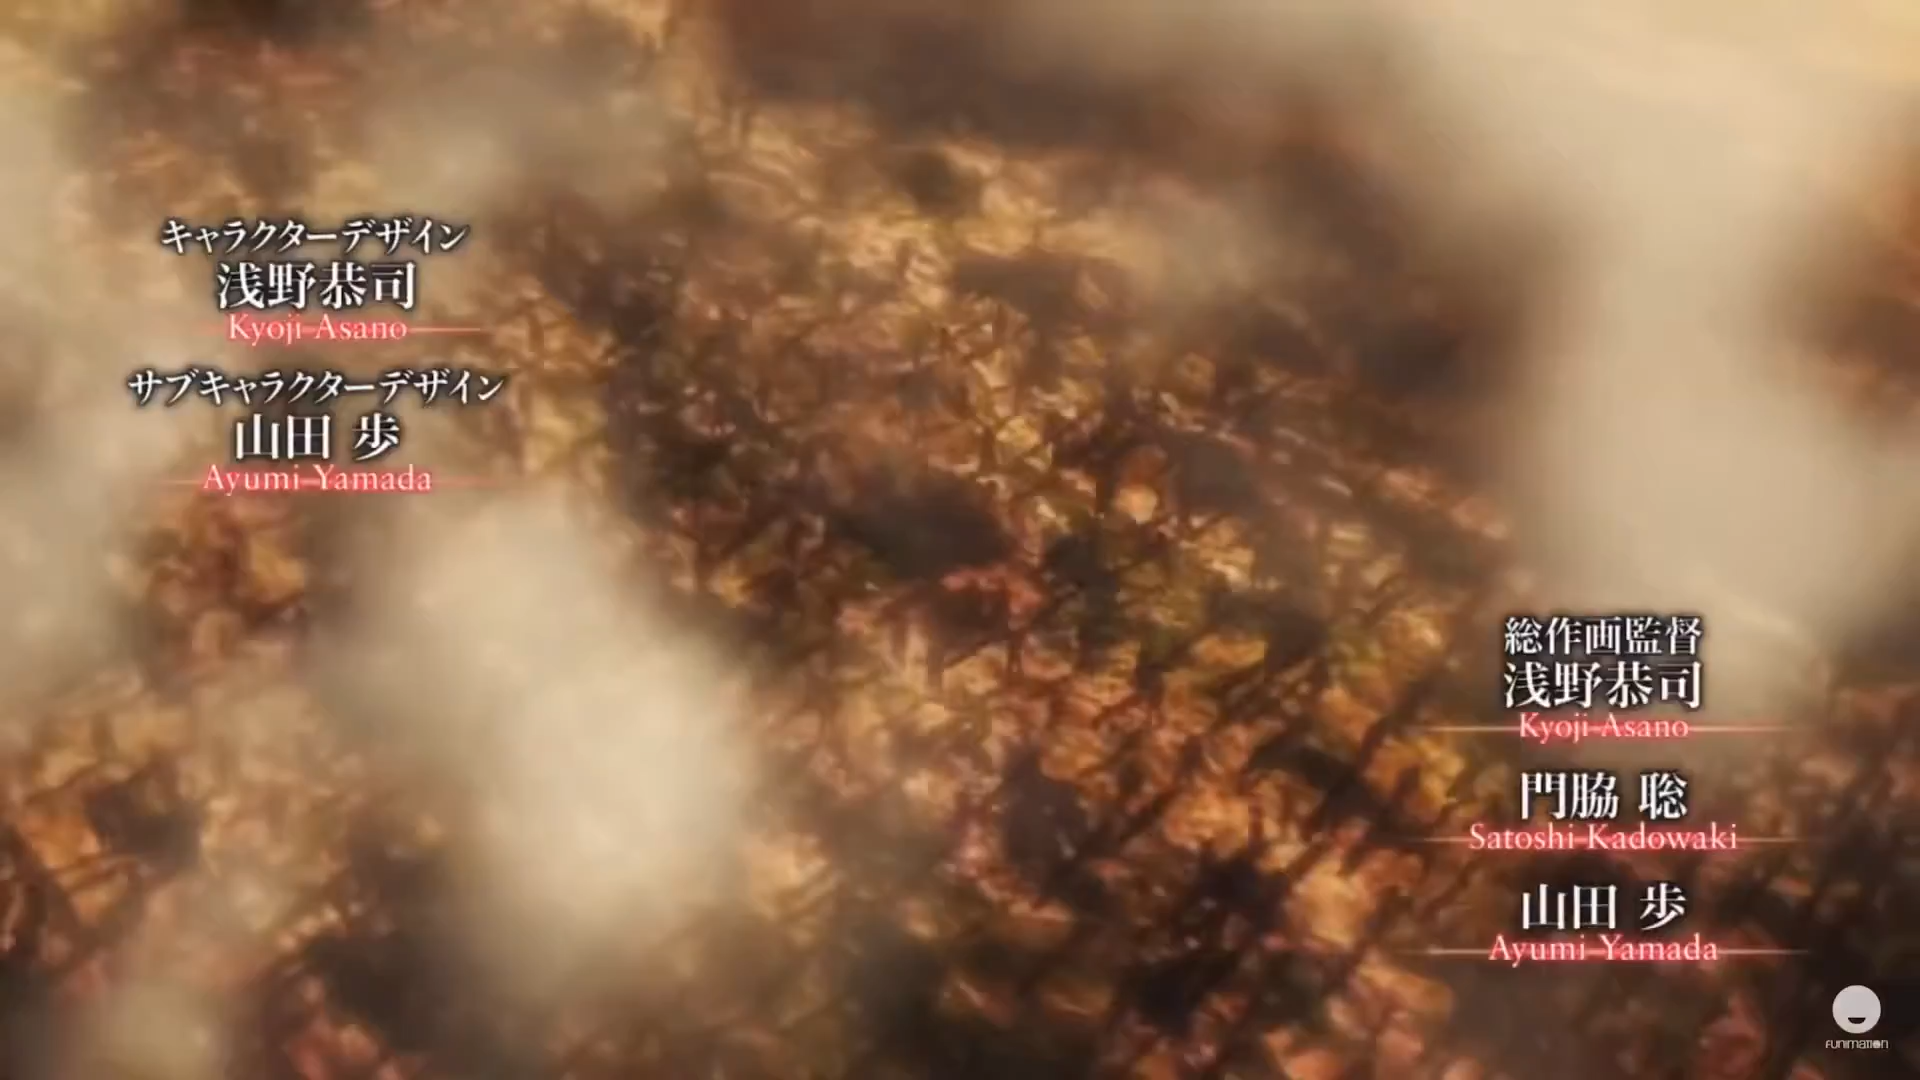 キャラクターデザイン
浅野恭司
Kyoji Asano
サブキャラクターデザイン
山田 歩
Ayumi Yamada
総作画監督
浅野恭司
Kyoji Asano
門脇 聡
Satoshi Kadowaki
山田 歩
Ayumi Yamada
FUNIMATION